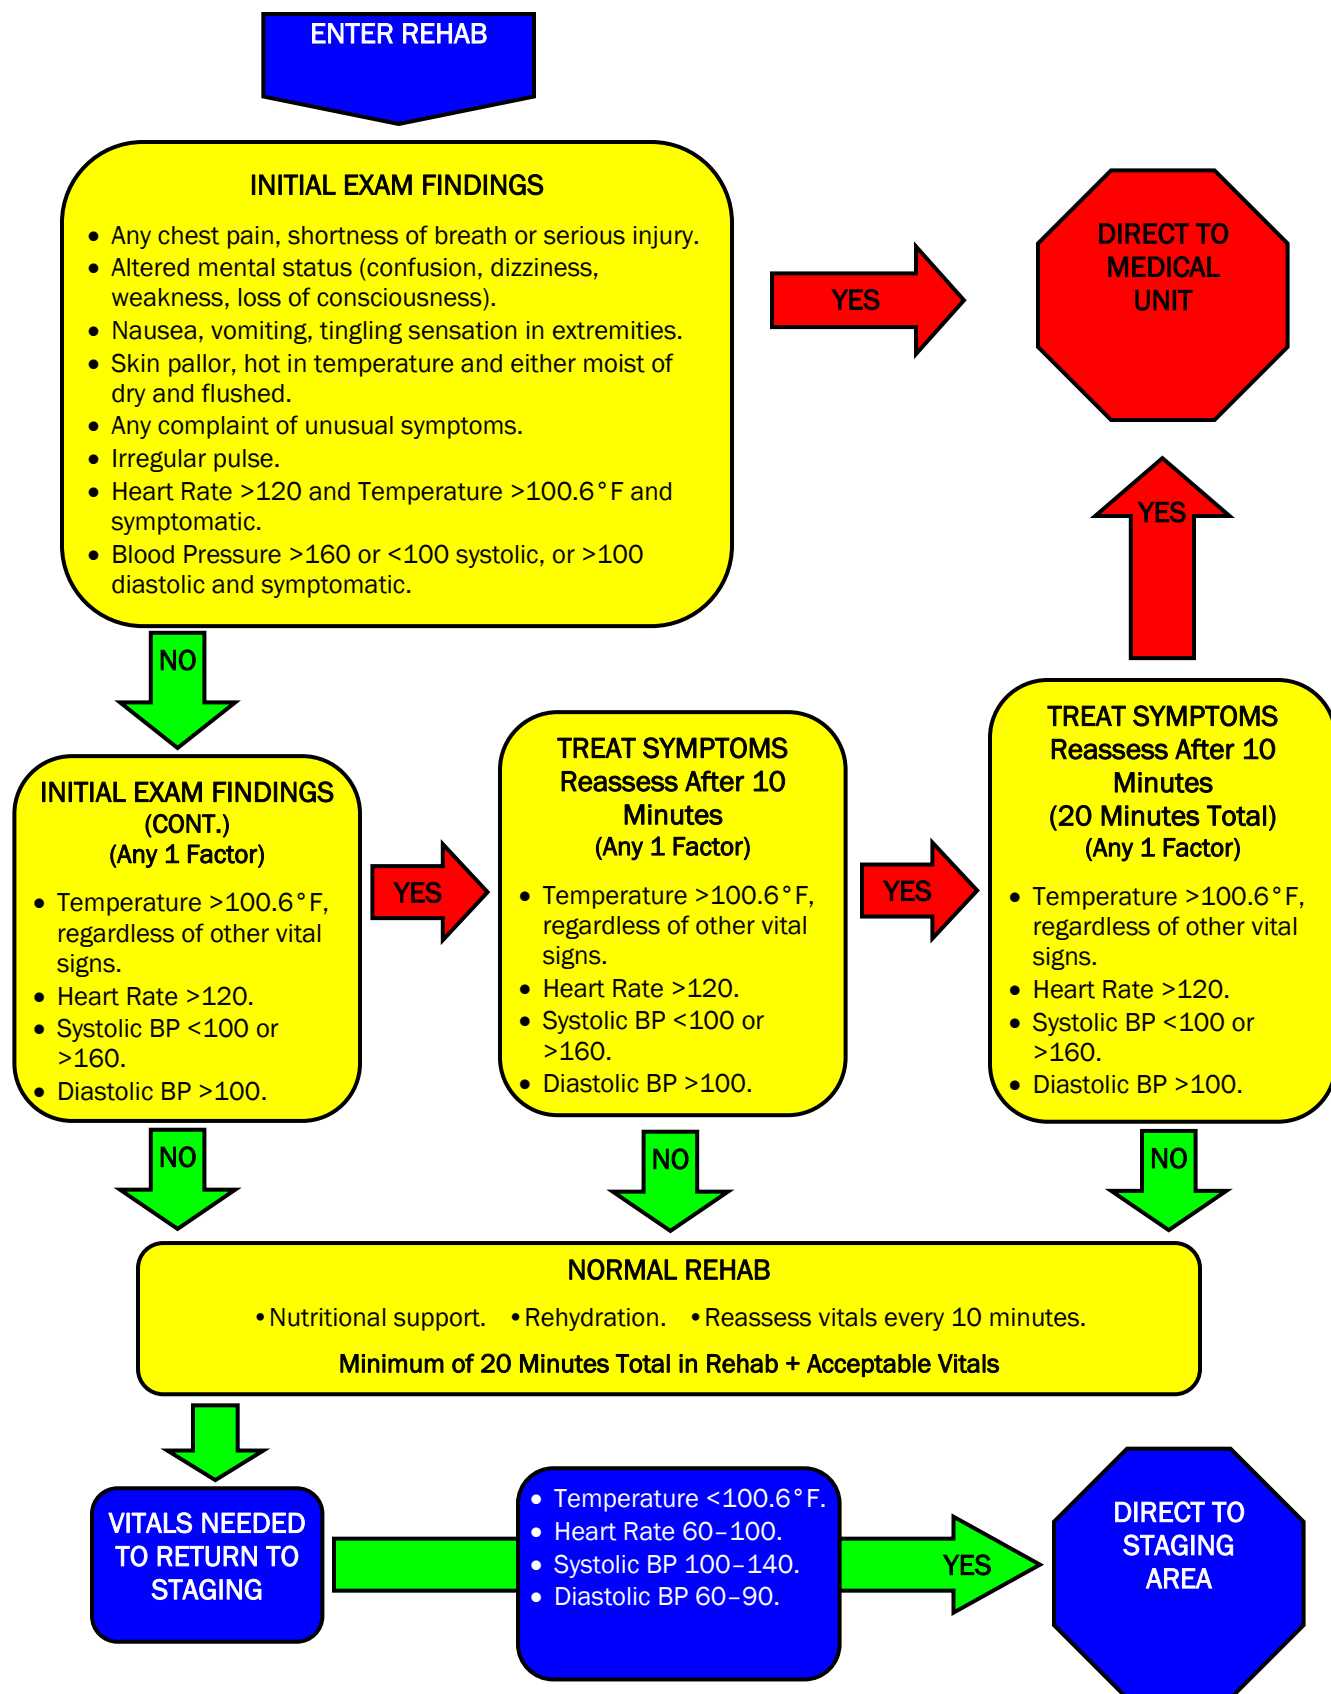 ENTER REHAB
INITIAL EXAM FINDINGS
• Any chest pain, shortness of breath or serious injury.
• Altered mental status (confusion, dizziness,
weakness, loss of consciousness).
• Nausea, vomiting, tingling sensation in extremities.
• Skin pallor, hot in temperature and either moist of
dry and flushed.
• Any complaint of unusual symptoms.
• Irregular pulse.
• Heart Rate >120 and Temperature >100.6°F and
symptomatic.
• Blood Pressure >160 or <100 systolic, or >100
diastolic and symptomatic.
YES
DIRECT TO
MEDICAL
UNIT
YES
NO
INITIAL EXAM FINDINGS
(CONT.)
(Any 1 Factor)
• Temperature >100.6°F,
regardless of other vital
signs.
• Heart Rate >120.
• Systolic BP <100 or
>160.
• Diastolic BP >100.
YES
TREAT SYMPTOMS
Reassess After 10
Minutes
(Any 1 Factor)
• Temperature >100.6°F,
regardless of other vital
signs.
• Heart Rate >120.
• Systolic BP <100 or
>160.
• Diastolic BP >100.
YES
TREAT SYMPTOMS
Reassess After 10
Minutes
(20 Minutes Total)
(Any 1 Factor)
• Temperature >100.6°F,
regardless of other vital
signs.
• Heart Rate >120.
• Systolic BP <100 or
>160.
• Diastolic BP >100.
NO
NO
NO
NORMAL REHAB
•Nutritional support. •Rehydration. •Reassess vitals every 10 minutes.
Minimum of 20 Minutes Total in Rehab + Acceptable Vitals
VITALS NEEDED
TO RETURN TO
STAGING
• Temperature <100.6°F.
• Heart Rate 60–100.
• Systolic BP 100–140.
• Diastolic BP 60–90.
YES
DIRECT TO
STAGING
AREA